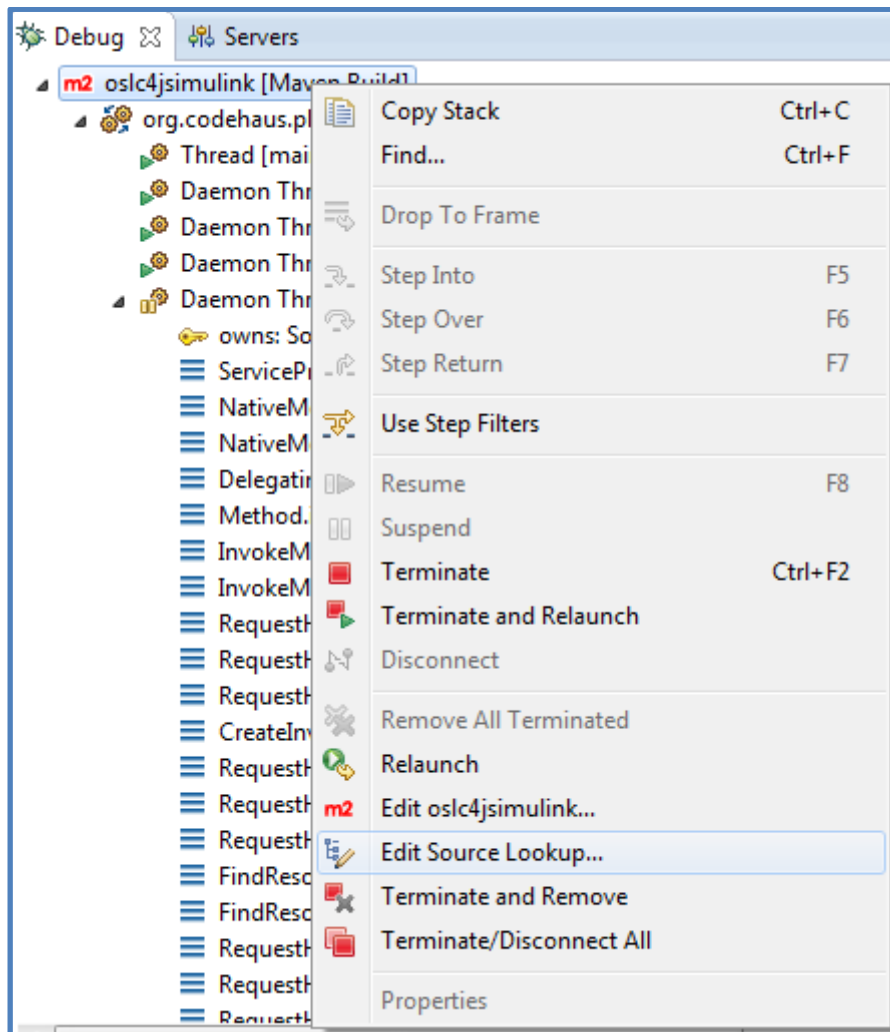 Debug Servers
m2 oslc4jsimulink [Maven Build]
org.codehaus.pl
Thread [mai
Daemon Thr
Daemon Thr
Daemon Thr
Daemon Thr
owns: So
ServicePr
NativeM
NativeM
Delegatin
Method.
InvokeM
InvokeM
RequestH
RequestH
RequestH
CreateInv
RequestH
RequestH
RequestH
FindReso
FindReso
RequestH
RequestH
RequestH
Copy Stack Ctrl+C
Find... Ctrl+F
Drop To Frame
Step Into F5
Step Over F6
Step Return F7
Use Step Filters
Resume F8
Suspend
Terminate Ctrl+F2
Terminate and Relaunch
Disconnect
Remove All Terminated
Relaunch
m2 Edit oslc4jsimulink...
Edit Source Lookup...
Terminate and Remove
Terminate/Disconnect All
Properties